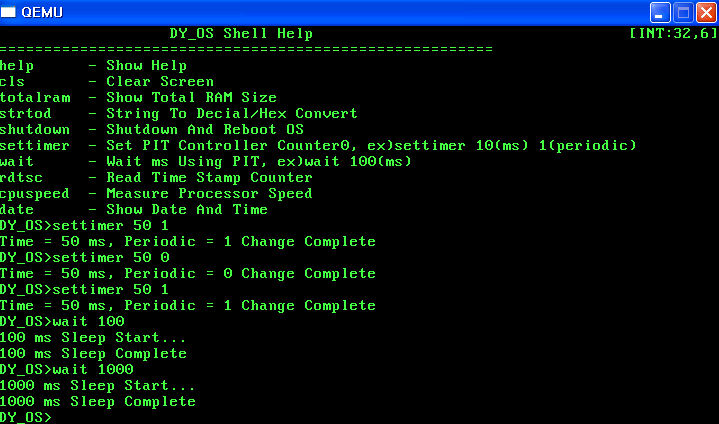 QEMU
DY_OS Shell Help [INT:32,6]
=======================================================
help - Show Help
cls - Clear Screen
totalram - Show Total RAM Size
strtod - String To Decial/Hex Convert
shutdown - Shutdown And Reboot OS
settimer - Set PIT Controller Counter0, ex)settimer 10(ms) 1(periodic)
wait - Wait ms Using PIT, ex)wait 100(ms)
rdtsc - Read Time Stamp Counter
cpuspeed - Measure Processor Speed
date - Show Date And Time
DY_OS>settimer 50 1
Time = 50 ms, Periodic = 1 Change Complete
DY_OS>settimer 50 0
Time = 50 ms, Periodic = 0 Change Complete
DY_OS>settimer 50 1
Time = 50 ms, Periodic = 1 Change Complete
DY_OS>wait 100
100 ms Sleep Start...
100 ms Sleep Complete
DY_OS>wait 1000
1000 ms Sleep Start...
1000 ms Sleep Complete
DY_OS>